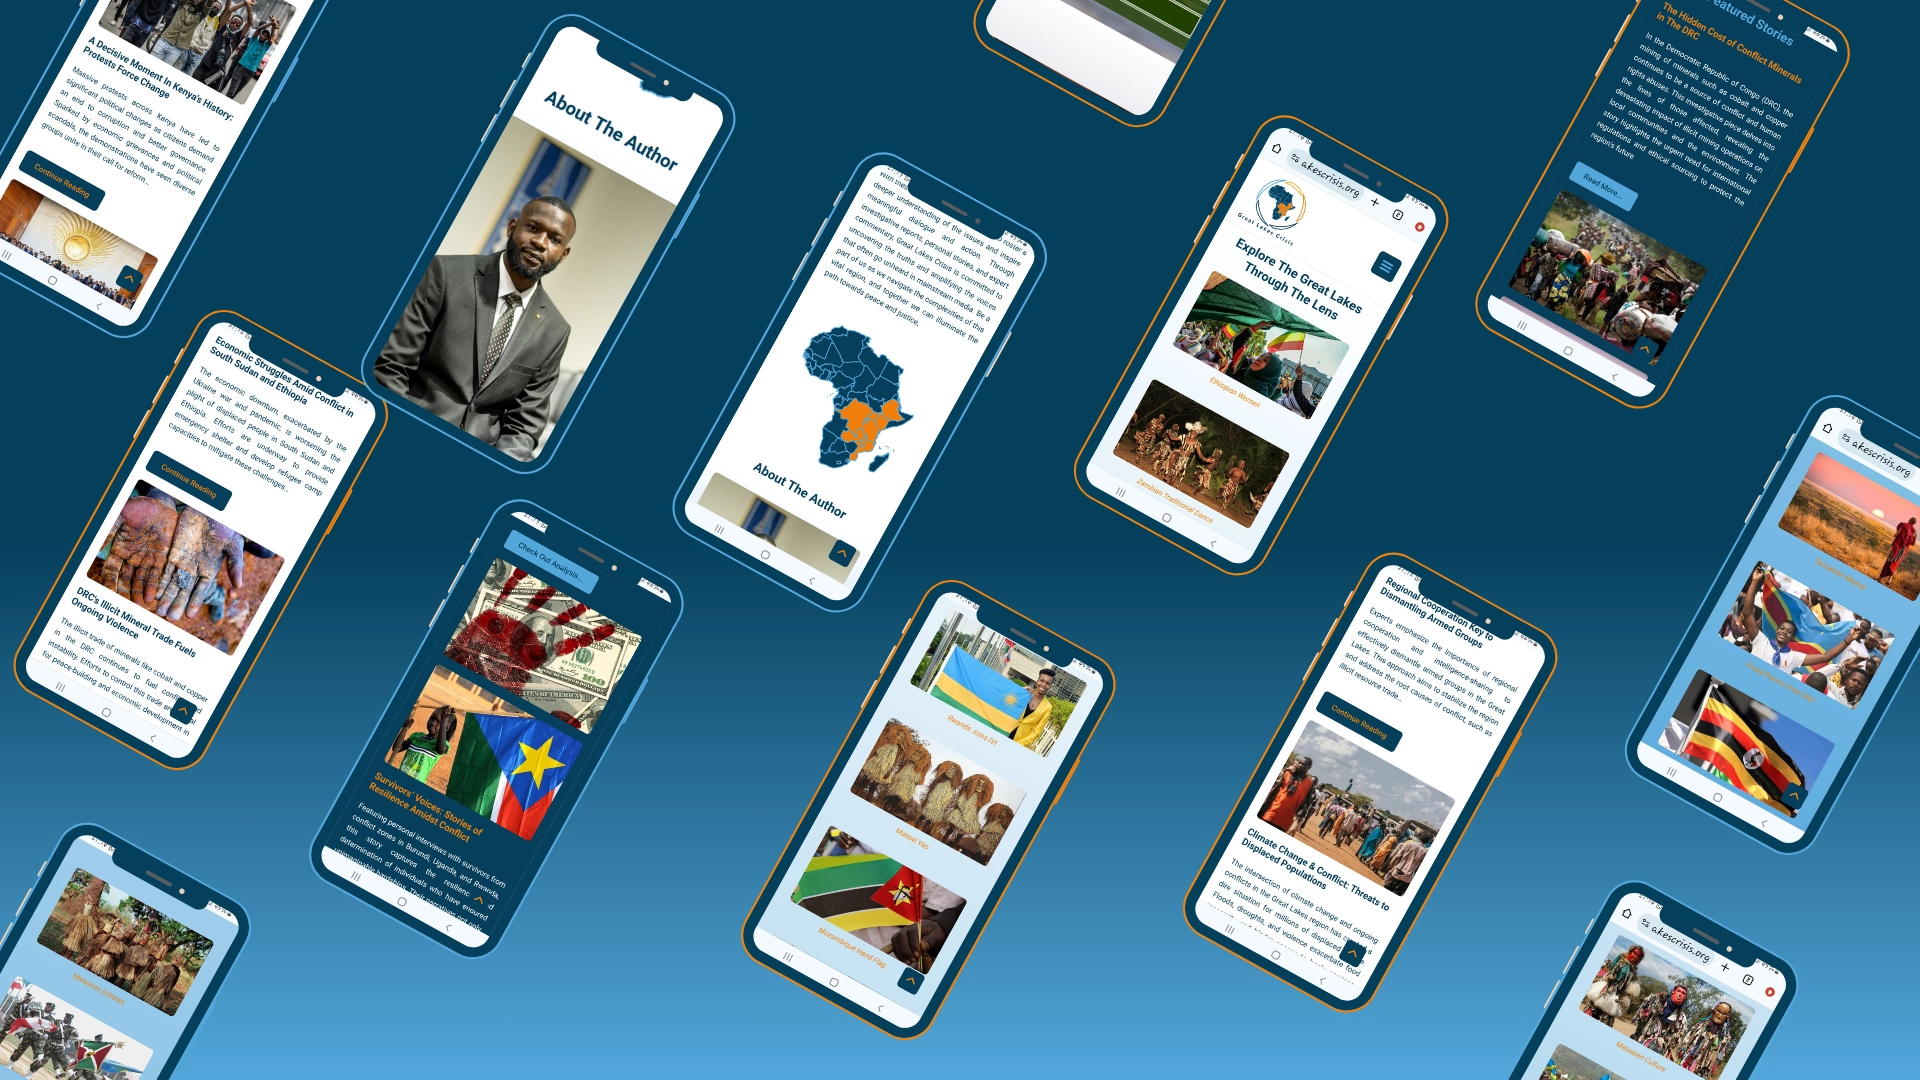 A Decisive Moment In Kenya's History:
Protests Force Change
Massive protests across Kenya have led to
significant political changes as citizens demand
an end to corruption and better governance.
Sparked by economic grievances and political
scandals, the demonstrations have seen diverse
groups unite in their call for reform...
Continue Reading
About The Author
deeper understanding of the issues and inspire
meaningful dialogue and action. Through
investigative reports, personal stories, and expert
commentary, Great Lakes Crisis is committed to
uncovering the truths and amplifying the voices
that often go unheard in mainstream media. Be a
part of us as we navigate the complexities of this
vital region, and together we can illuminate the
path towards peace and justice.
About The Author
akescrisis.org
Great Lakes Crisis
Explore The Great Lakes
Through The Lens
Ethiopian Women
Zambian Traditional Dance
Featured Stories
The Hidden Cost of Conflict Minerals
in The DRC
In the Democratic Republic of Congo (DRC), the
mining of minerals such as cobalt and copper
continues to be a source of conflict and human
rights abuses. This investigative piece delves into
the lives of those affected, revealing the
devastating impact of illicit mining operations on
local communities and the environment. The
story highlights the urgent need for international
regulations and ethical sourcing to protect the
region's future
Read More...
Economic Struggles Amid Conflict in
South Sudan and Ethiopia
The economic downturn, exacerbated by the
Ukraine war and pandemic, is worsening the
plight of displaced people in South Sudan and
Ethiopia. Efforts are underway to provide
emergency shelter and develop refugee camp
capacities to mitigate these challenges...
Continue Reading
DRC's Illicit Mineral Trade Fuels
Ongoing Violence
The illicit trade of minerals like cobalt and copper
in the DRC continues to fuel
instability. Efforts to control this trade
for peace-building and economic development in
Check Out Analysis...
100
Survivors' Voices: Stories of
Resilience Amidst Conflict
Featuring personal interviews with survivors from
conflict zones in Burundi, Uganda, and Rwanda,
this story captures the
determination of individuals who have endured
Rwanda Joins IVI
Malawi Yao
Mozambique Hand Flag
Regional Cooperation Key to
Dismantling Armed Groups
Experts emphasize the importance of regional
cooperation and intelligence-sharing to
effectively dismantle armed groups in the Great
Lakes. This approach aims to stabilize the region
and address the root causes of conflict, such as
illicit resource trade...
Continue Reading
Climate Change & Conflict: Threats to
Displaced Populations
The intersection of climate change and ongoing
conflicts in the Great Lakes region has
dire situation for millions of displaced
Floods, droughts, and violence exacerbate food
akescrisis.org
akescrisis.org
Malawian Culture